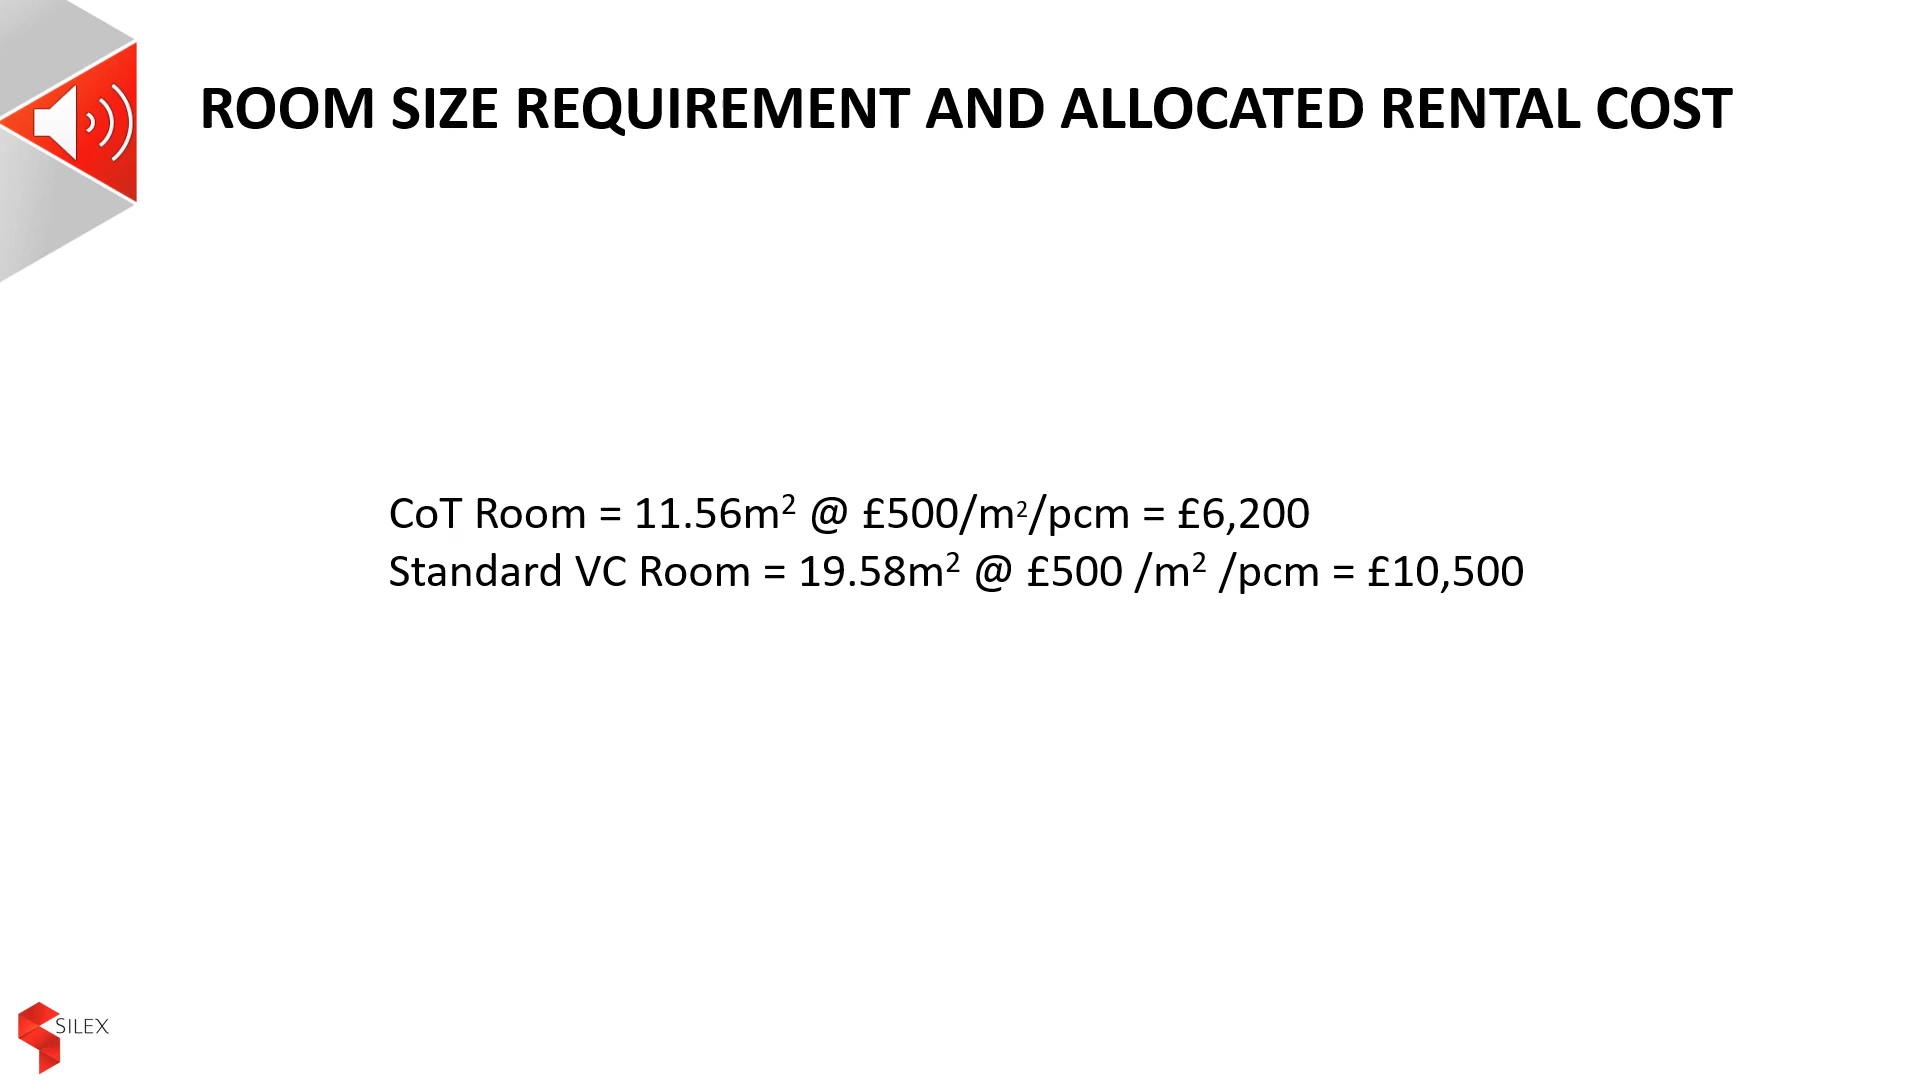 ROOM SIZE REQUIREMENT AND ALLOCATED RENTAL COST
CoT Room = 11.56m² @ £500/m²/pcm = £6,200
Standard VC Room = 19.58m² @ £500 /m² /pcm = £10,500
SILEX